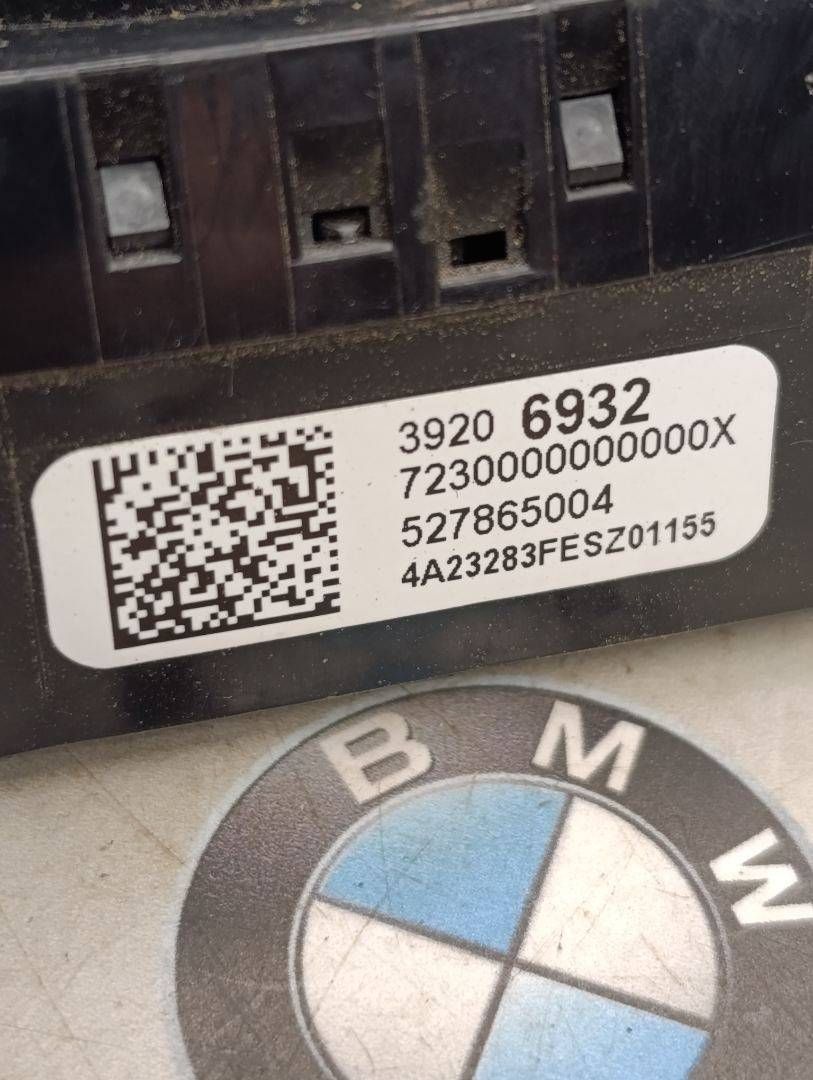 3920 6932
7230000000000X
527865004
4A23283FESZ01155
BMW